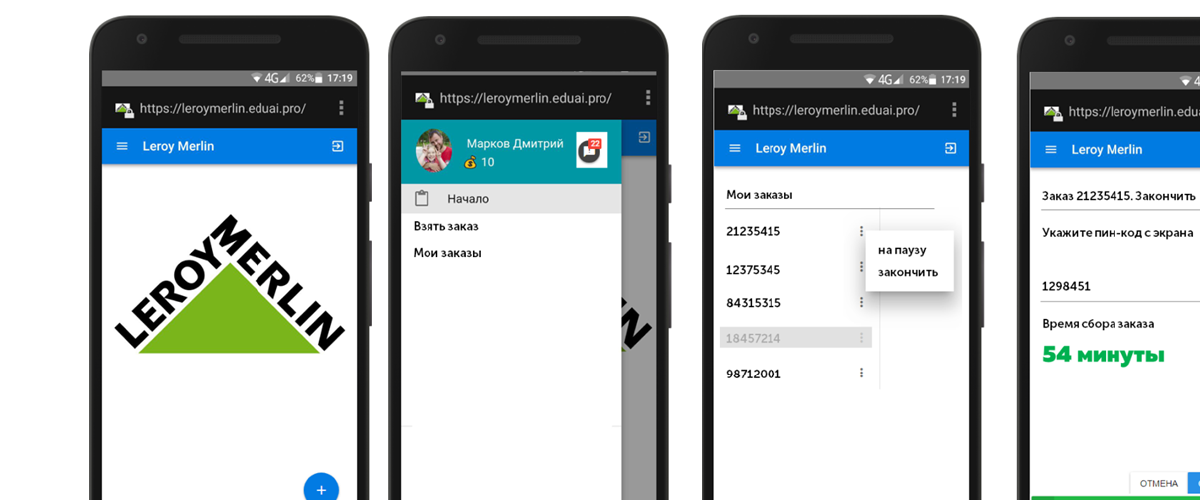 4G 62% 17:19
https://leroymerlin.eduai.pro/
Leroy Merlin
LEROY MERLIN
+
https://leroymerlin.eduai.pro/
Марков Дмитрий
10
22
Начало
Взять заказ
Мои заказы
4G 62% 17:19
https://leroymerlin.eduai.pro/
Leroy Merlin
Мои заказы
21235415
на паузу
12375345
закончить
84315315
18457214
98712001
4
https://leroymerlin.edu
Leroy Merlin
Заказ 21235415. Закончить
Укажите пин-код с экрана
1298451
Время сбора заказа
54 минуты
ОТМЕНА